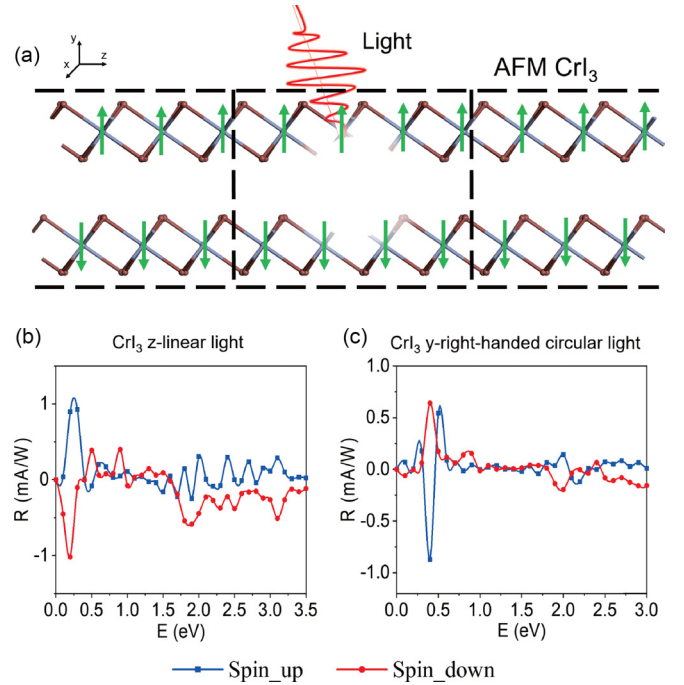 (a)
y
x
z
Light
AFM CrI₃
(b)
CrI₃ z-linear light
R (mA/W)
1
0
-1
0.0 0.5 1.0 1.5 2.0 2.5 3.0 3.5
E (eV)
(c)
CrI₃ y-right-handed circular light
R (mA/W)
1.0
0.5
0.0
-0.5
-1.0
0.0 0.5 1.0 1.5 2.0 2.5 3.0
E (eV)
Spin_up Spin_down